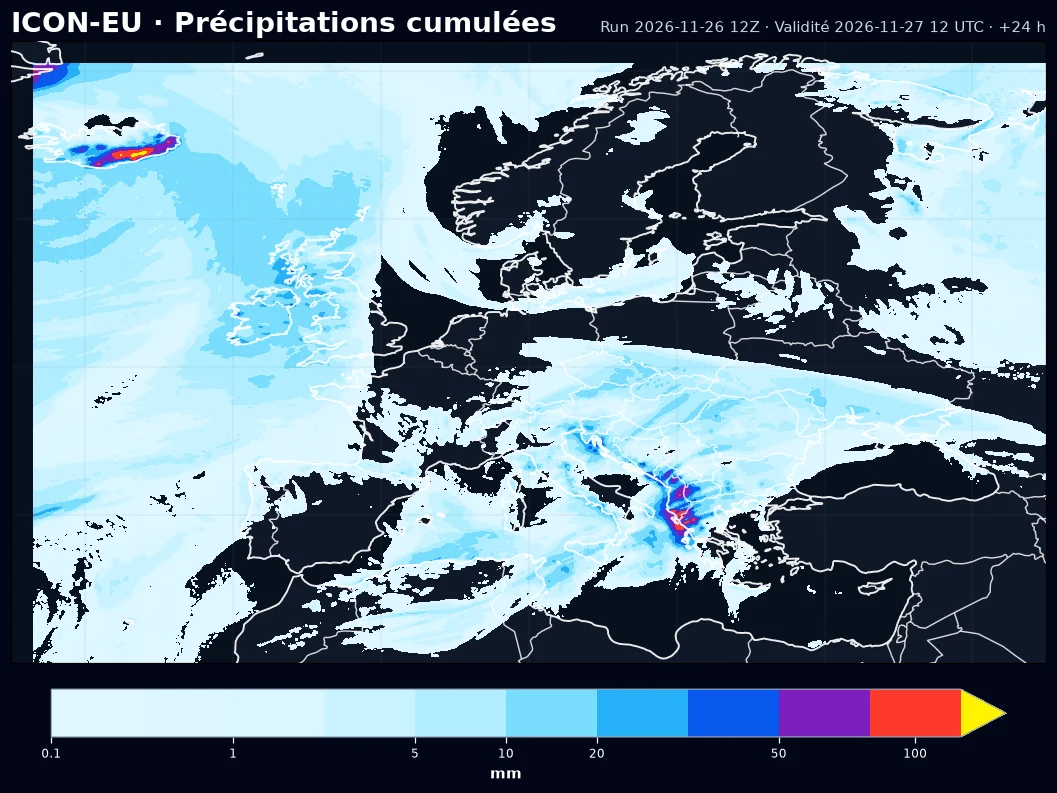 ICON-EU · Précipitations cumulées
Run 2026-11-26 12Z · Validité 2026-11-27 12 UTC · +24 h
0.1 1 5 10 20 50 100
mm